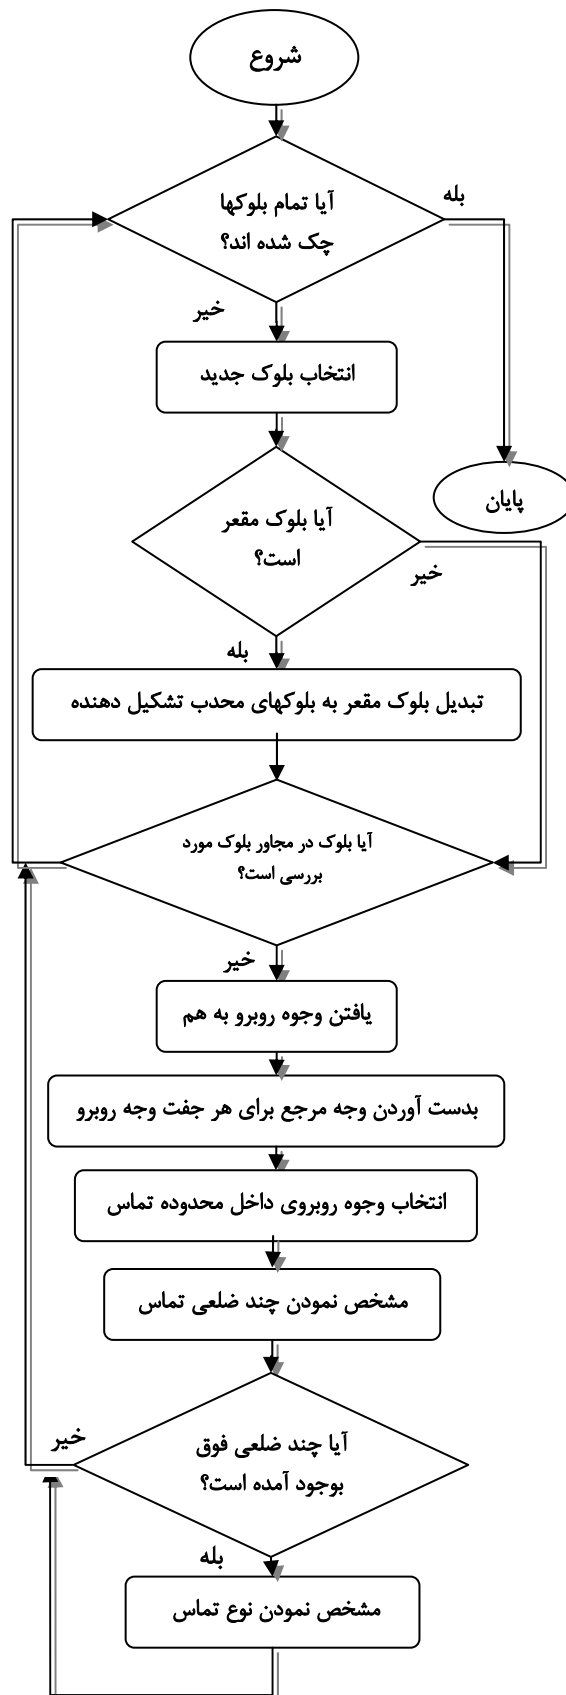 شروع
آیا تمام بلوکها
چک شده اند؟
بله
خیر
انتخاب بلوک جدید
پایان
آیا بلوک مقعر
است؟
خیر
بله
تبدیل بلوک مقعر به بلوکهای محدب تشکیل دهنده
آیا بلوک در مجاور بلوک مورد
بررسی است؟
خیر
یافتن وجوه روبرو به هم
بدست آوردن وجه مرجع برای هر جفت وجه روبرو
انتخاب وجوه روبروی داخل محدوده تماس
مشخص نمودن چند ضلعی تماس
آیا چند ضلعی فوق
بوجود آمده است؟
خیر
بله
مشخص نمودن نوع تماس